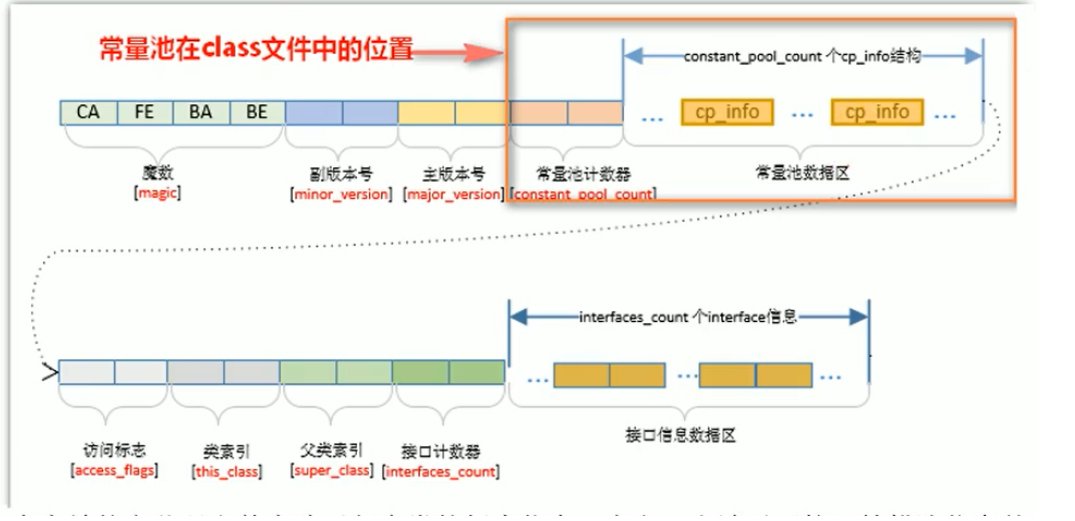 常量池在class文件中的位置
constant_pool_count 个cp_info结构
CA FE BA BE ... cp_info ... cp_info ...
魔数 副版本号 主版本号 常量池计数器 常量池数据区
[magic] [minor_version] [major_version] [constant_pool_count]
interfaces_count 个interface信息
... ... ...
访问标志 类索引 父类索引 接口计数器 接口信息数据区
[access_flags] [this_class] [super_class] [interfaces_count]